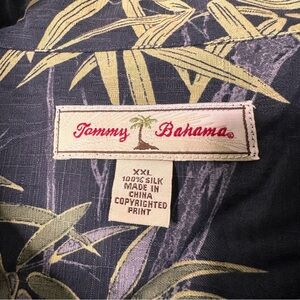 Tommy Bahama®
XXL
100% SILK
MADE IN
CHINA
COPYRIGHTED
PRINT